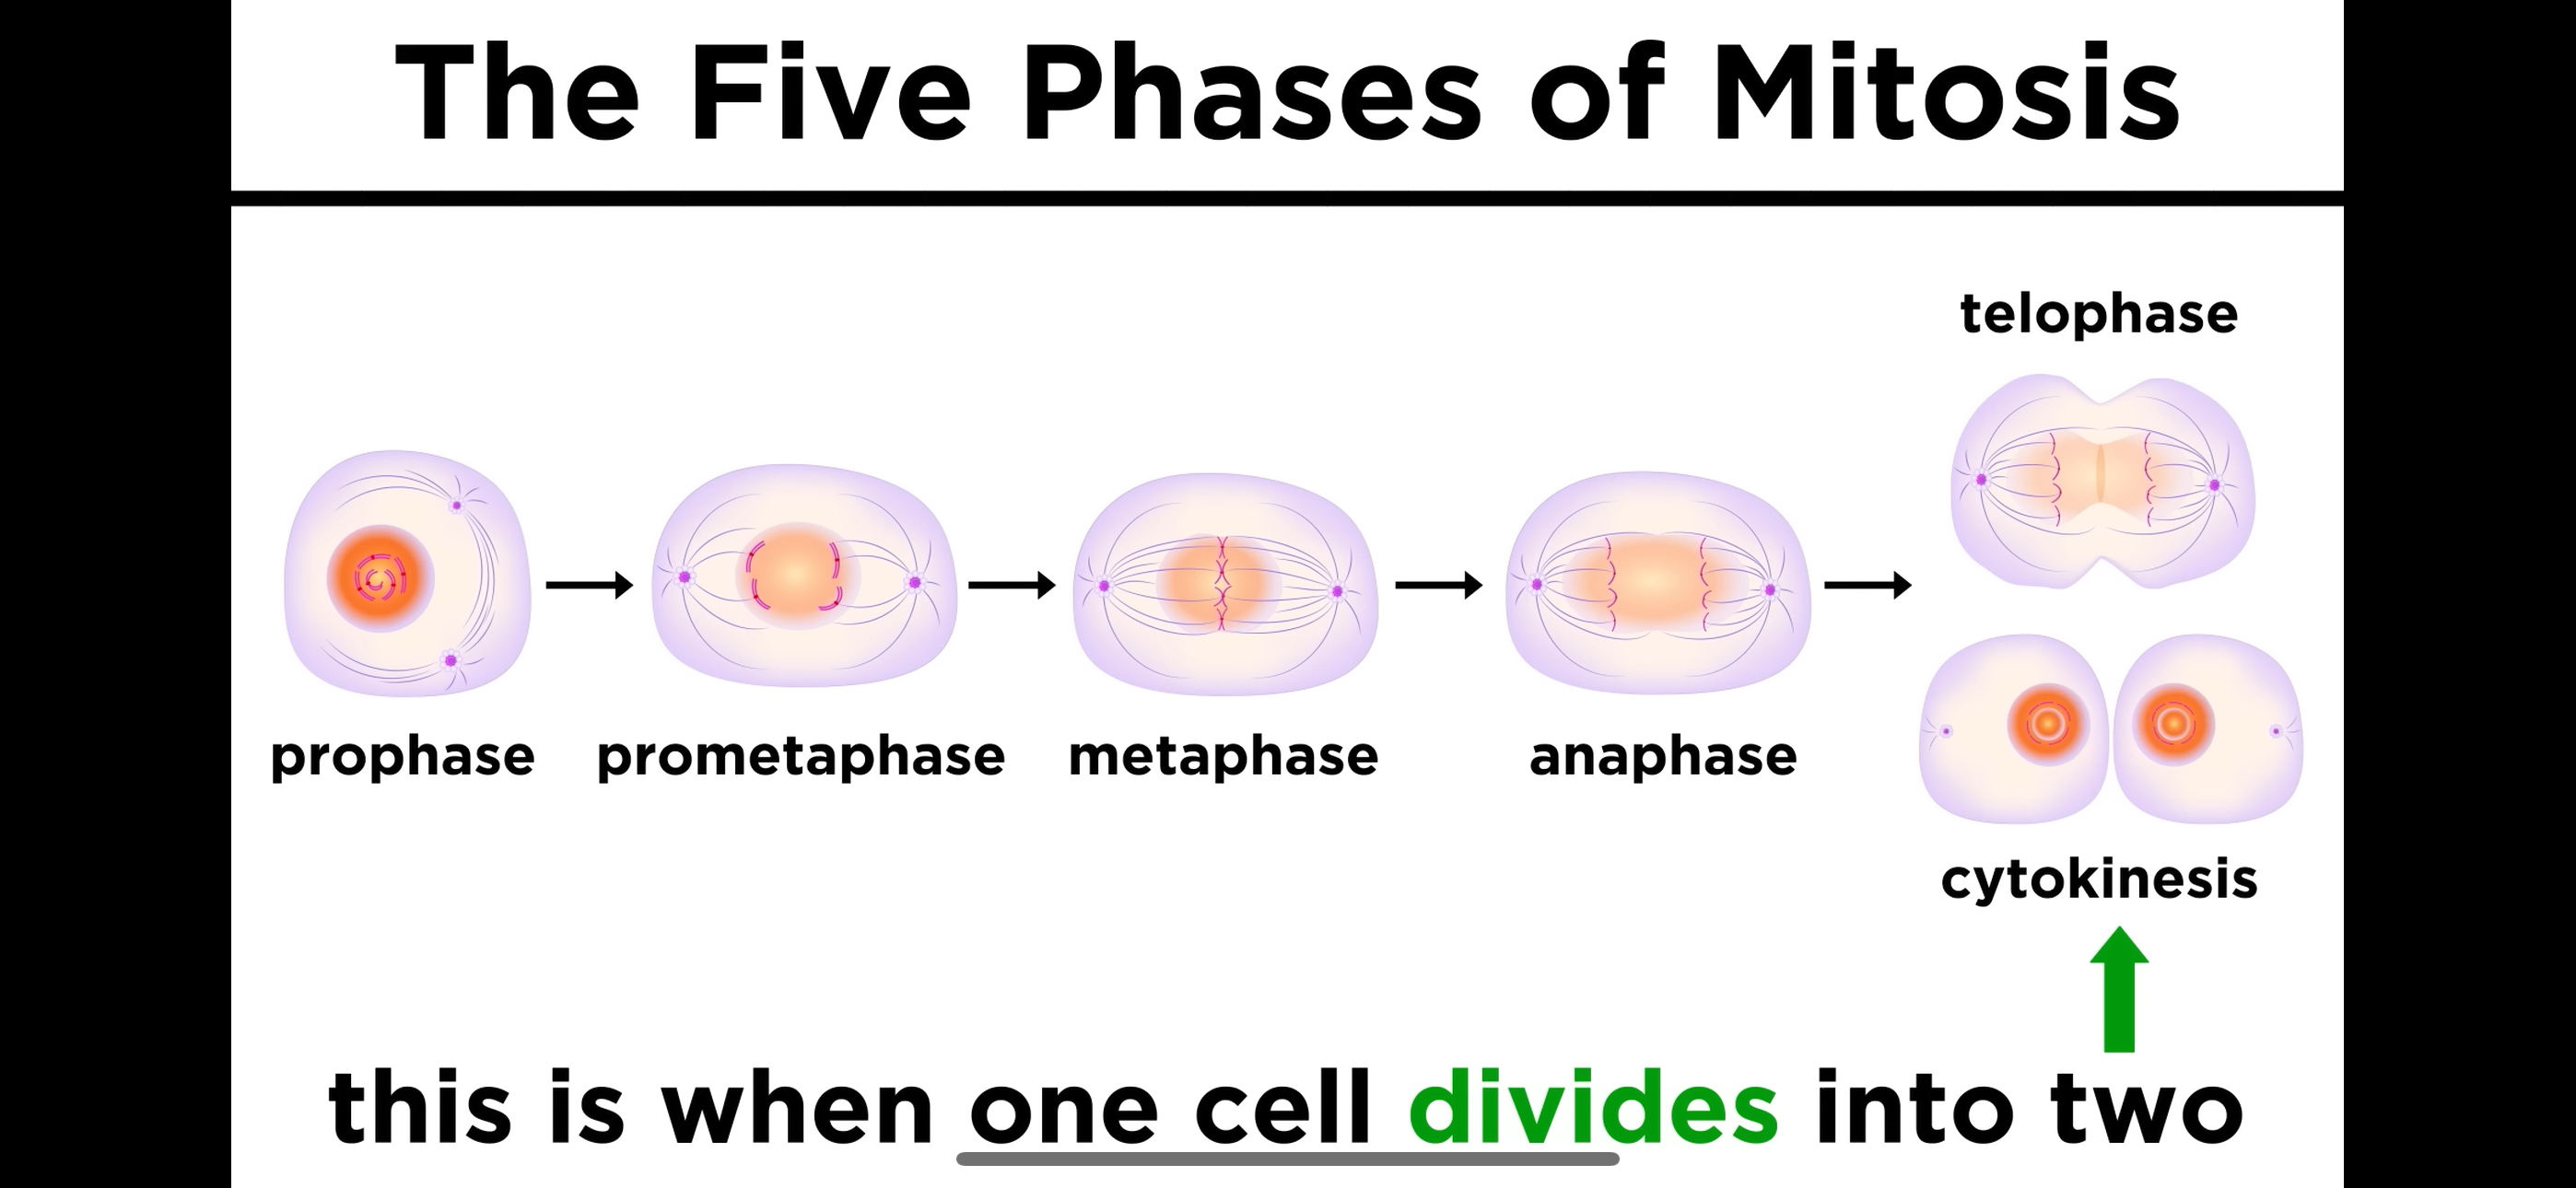 The Five Phases of Mitosis
telophase
prophase
prometaphase
metaphase
anaphase
cytokinesis
this is when one cell divides into two